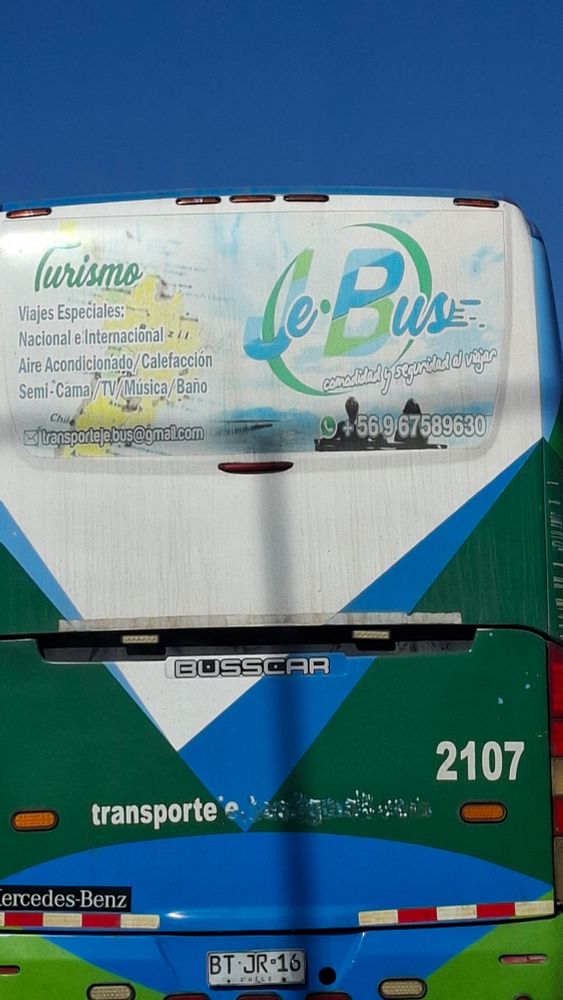 Turismo
Viajes Especiales:
Nacional e Internacional
Aire Acondicionado/Calefacción
Semi-Cama/TV/Música/Baño
transporteje.bus@gmail.com
Je·Bus
comodidad y seguridad al viajar
+56 9 67589630
BUSSCAR
2107
transporte
Mercedes-Benz
BT·JR·16
CHILE